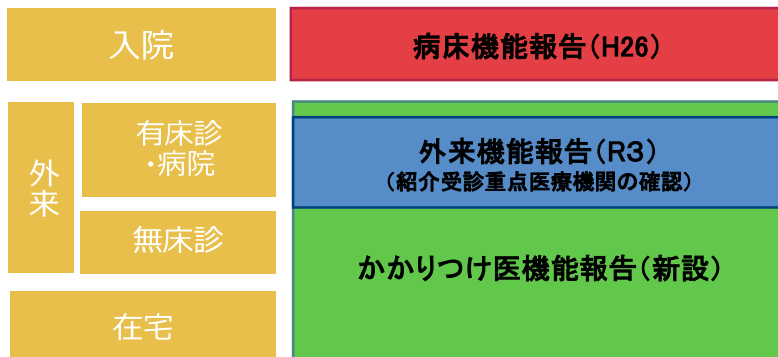 入院
病床機能報告（H26）
外来
有床診
・病院
外来機能報告（R3）
（紹介受診重点医療機関の確認）
無床診
かかりつけ医機能報告（新設）
在宅